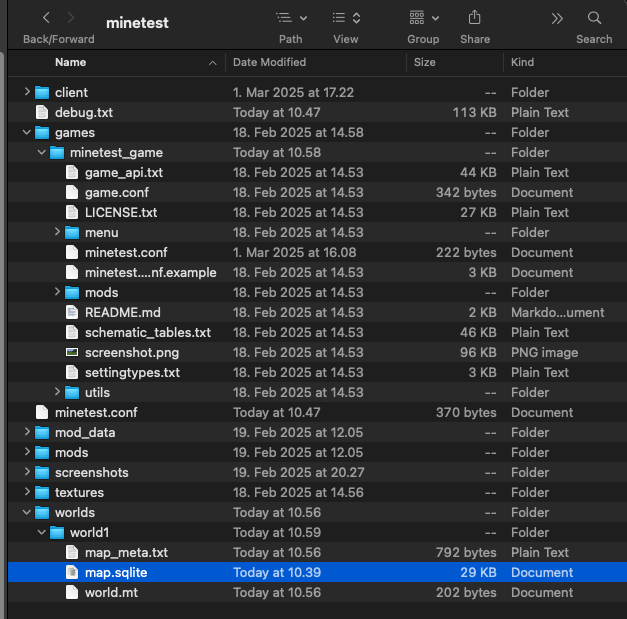 minetest
Back/Forward Path View Group Share Search
Name Date Modified Size Kind
client 1. Mar 2025 at 17.22 -- Folder
debug.txt Today at 10.47 113 KB Plain Text
games 18. Feb 2025 at 14.58 -- Folder
minetest_game Today at 10.58 -- Folder
game_api.txt 18. Feb 2025 at 14.53 44 KB Plain Text
game.conf 18. Feb 2025 at 14.53 342 bytes Document
LICENSE.txt 18. Feb 2025 at 14.53 27 KB Plain Text
menu 18. Feb 2025 at 14.53 -- Folder
minetest.conf 1. Mar 2025 at 16.08 222 bytes Document
minetest....nf.example 18. Feb 2025 at 14.53 3 KB Document
mods 18. Feb 2025 at 14.53 -- Folder
README.md 18. Feb 2025 at 14.53 2 KB Markdo...ument
schematic_tables.txt 18. Feb 2025 at 14.53 46 KB Plain Text
screenshot.png 18. Feb 2025 at 14.53 96 KB PNG image
settingtypes.txt 18. Feb 2025 at 14.53 3 KB Plain Text
utils 18. Feb 2025 at 14.53 -- Folder
minetest.conf Today at 10.47 370 bytes Document
mod_data 19. Feb 2025 at 12.05 -- Folder
mods 19. Feb 2025 at 12.05 -- Folder
screenshots 19. Feb 2025 at 20.27 -- Folder
textures 18. Feb 2025 at 14.56 -- Folder
worlds Today at 10.56 -- Folder
world1 Today at 10.59 -- Folder
map_meta.txt Today at 10.56 792 bytes Plain Text
map.sqlite Today at 10.39 29 KB Document
world.mt Today at 10.56 202 bytes Document